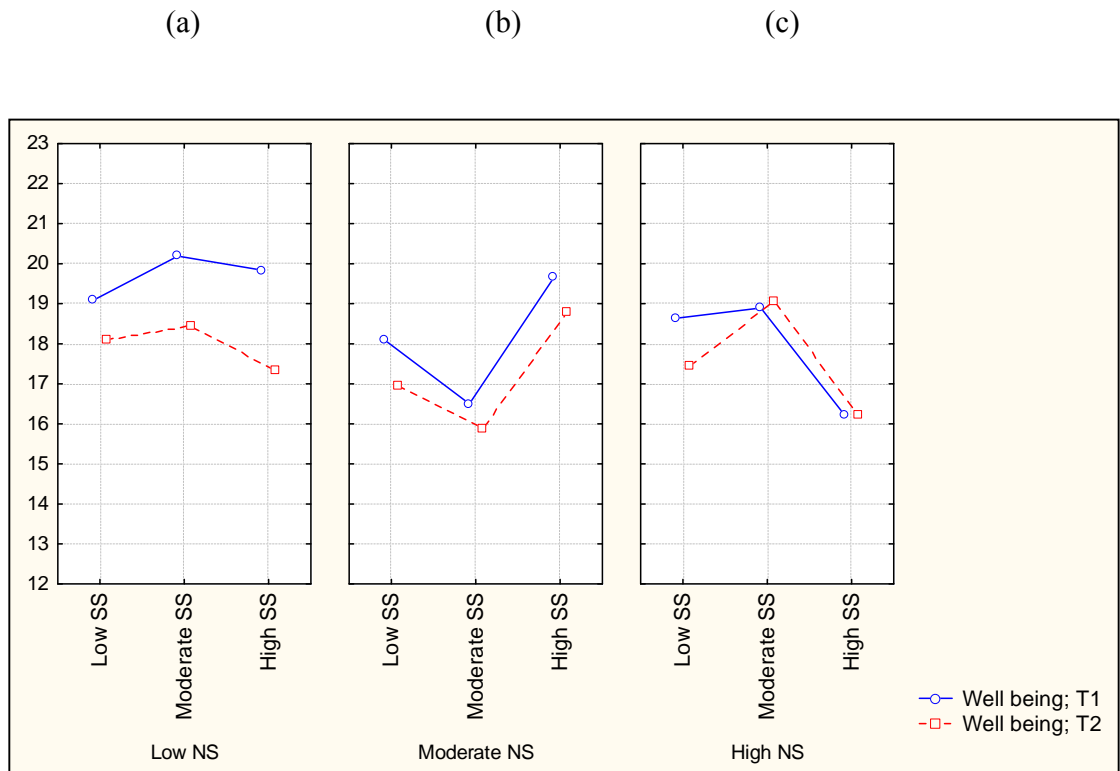 (a) (b) (c)
23
22
21
20
19
18
17
16
15
14
13
12
Low SS
Moderate SS
High SS
Low SS
Moderate SS
High SS
Low SS
Moderate SS
High SS
Low NS Moderate NS High NS
Well being; T1
Well being; T2